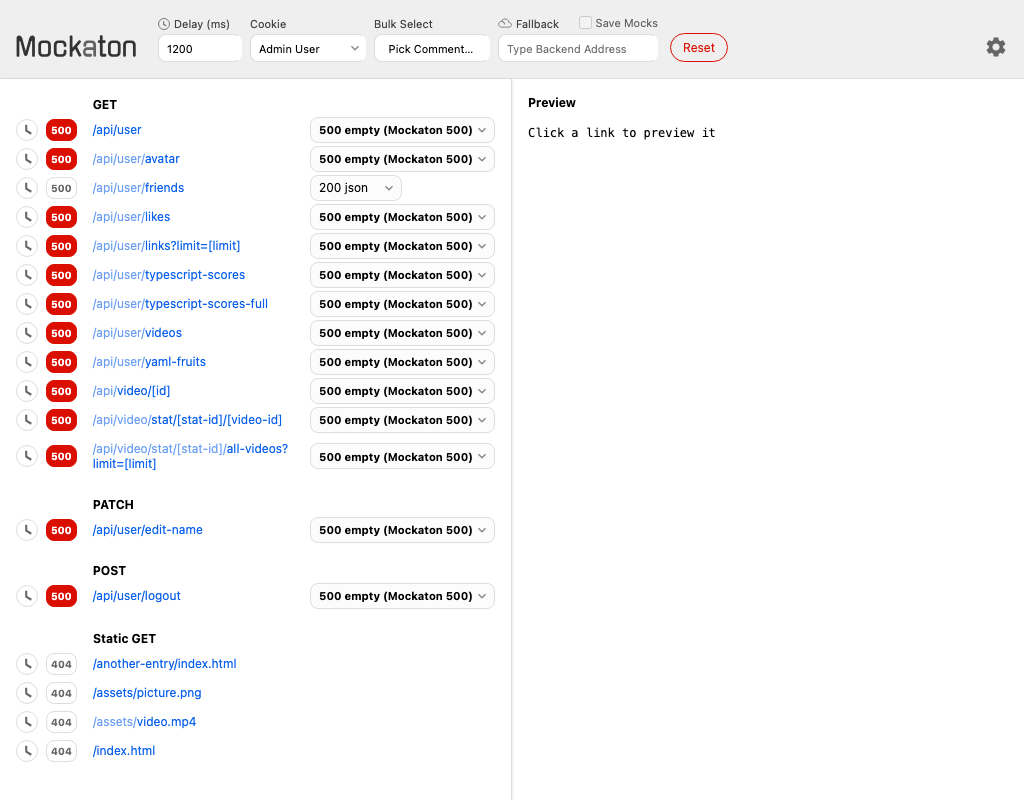 Mockaton
Delay (ms)
1200
Cookie
Admin User
Bulk Select
Pick Comment...
Fallback
Save Mocks
Type Backend Address
Reset
GET
500 /api/user 500 empty (Mockaton 500)
500 /api/user/avatar 500 empty (Mockaton 500)
500 /api/user/friends 200 json
500 /api/user/likes 500 empty (Mockaton 500)
500 /api/user/links?limit=[limit] 500 empty (Mockaton 500)
500 /api/user/typescript-scores 500 empty (Mockaton 500)
500 /api/user/typescript-scores-full 500 empty (Mockaton 500)
500 /api/user/videos 500 empty (Mockaton 500)
500 /api/user/yaml-fruits 500 empty (Mockaton 500)
500 /api/video/[id] 500 empty (Mockaton 500)
500 /api/video/stat/[stat-id]/[video-id] 500 empty (Mockaton 500)
500 /api/video/stat/[stat-id]/all-videos?
limit=[limit] 500 empty (Mockaton 500)
PATCH
500 /api/user/edit-name 500 empty (Mockaton 500)
POST
500 /api/user/logout 500 empty (Mockaton 500)
Static GET
404 /another-entry/index.html
404 /assets/picture.png
404 /assets/video.mp4
404 /index.html
Preview
Click a link to preview it